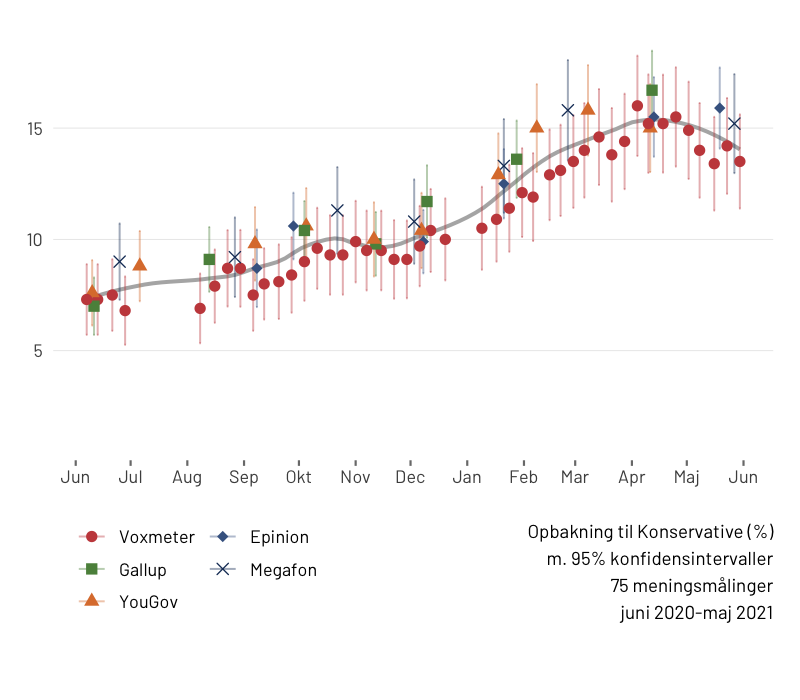 15
10
5
Jun Jul Aug Sep Okt Nov Dec Jan Feb Mar Apr Maj Jun
Voxmeter Epinion
Gallup Megafon
YouGov
Opbakning til Konservative (%)
m. 95% konfidensintervaller
75 meningsmålinger
juni 2020-maj 2021